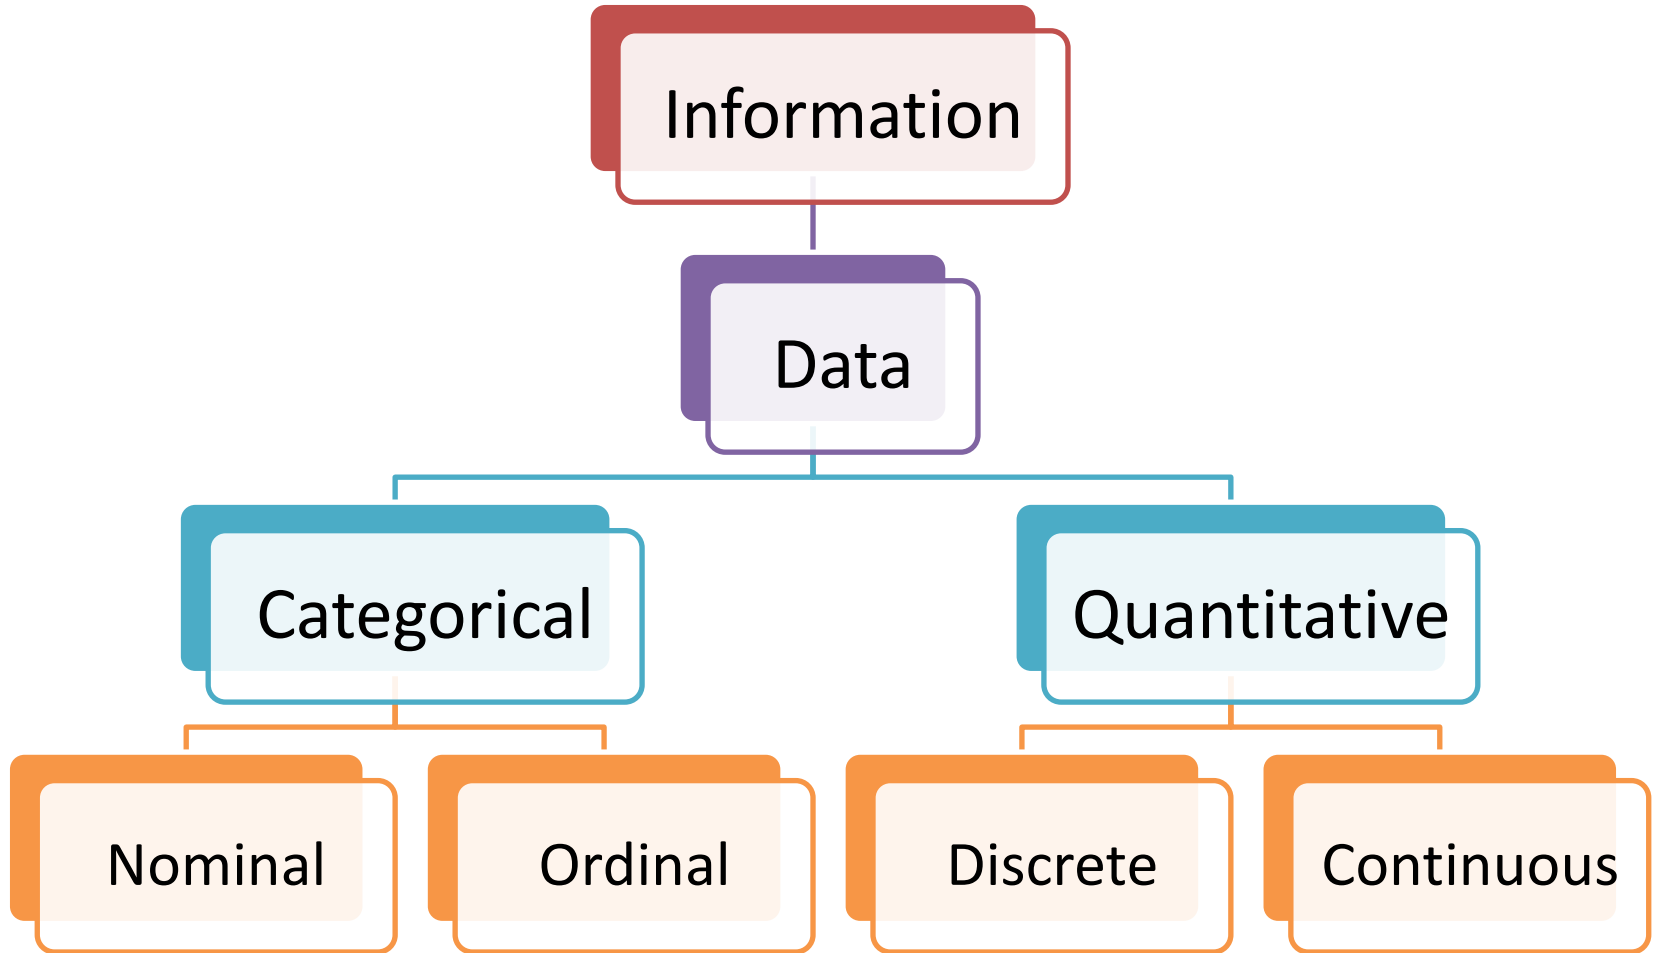 Information
Data
Categorical
Quantitative
Nominal
Ordinal
Discrete
Continuous